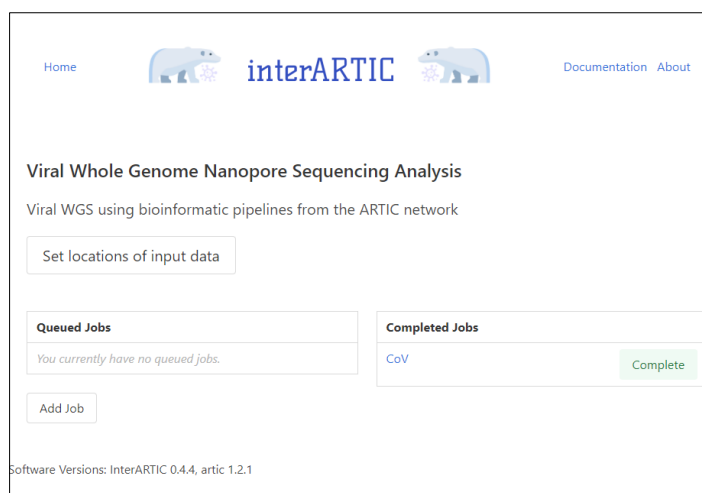 Home
interARTIC
Documentation About
Viral Whole Genome Nanopore Sequencing Analysis
Viral WGS using bioinformatic pipelines from the ARTIC network
Set locations of input data
Queued Jobs
You currently have no queued jobs.
Add Job
Completed Jobs
CoV
Complete
Software Versions: InterARTIC 0.4.4, artic 1.2.1